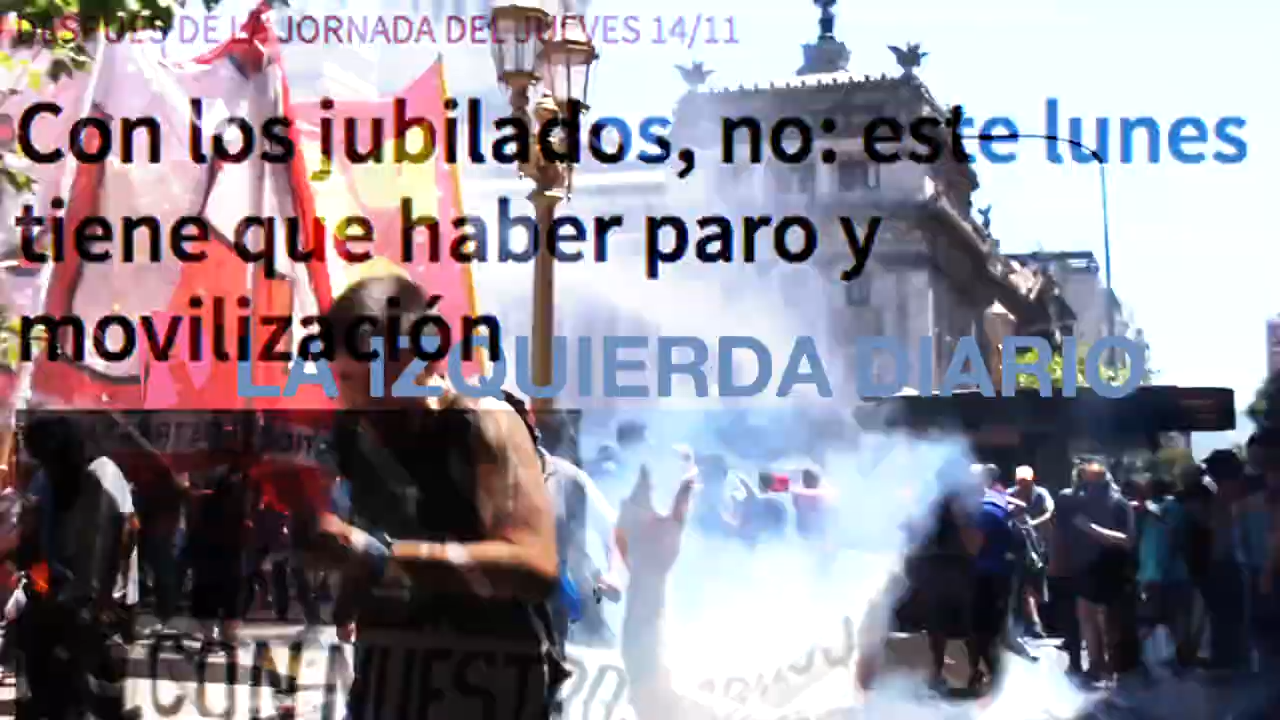 DESPUÉS DE LA JORNADA DEL JUEVES 14/11
Con los jubilados, no: este lunes
tiene que haber paro y
movilización
LA IZQUIERDA DIARIO
CON NUESTRO